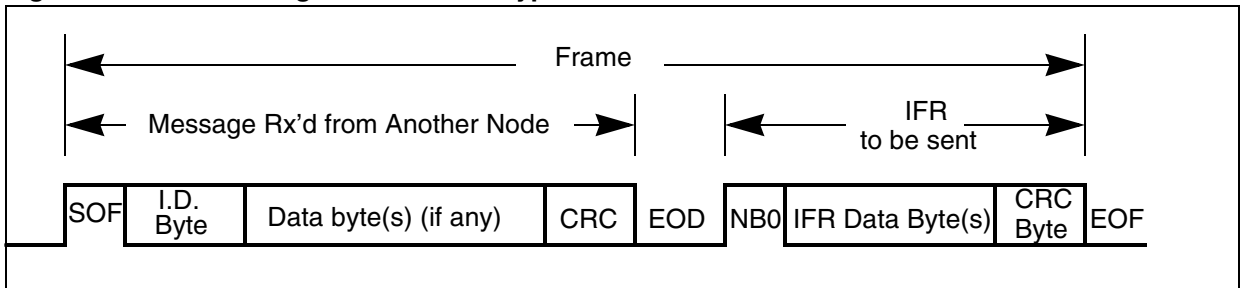 Frame
Message Rx'd from Another Node
IFR
to be sent
SOF
I.D.
Byte
Data byte(s) (if any)
CRC
EOD
NB0
IFR Data Byte(s)
CRC
Byte
EOF